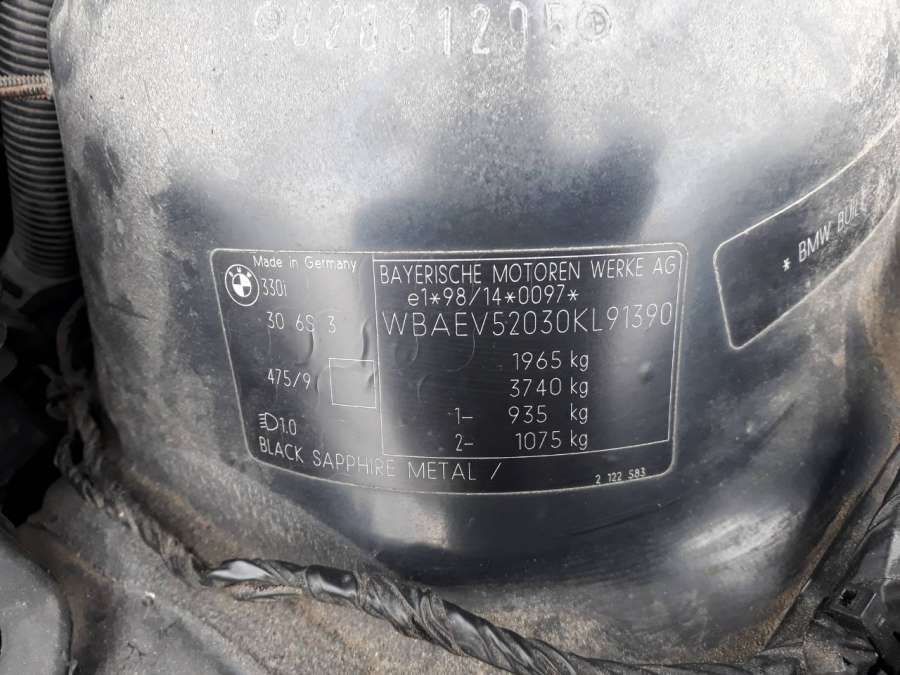 Made in Germany
330i
30 6S 3
475/9
1.0
BLACK SAPPHIRE METAL /
BAYERISCHE MOTOREN WERKE AG
e1*98/14*0097*
WBAEV52030KL91390
1965 kg
3740 kg
1- 935 kg
2- 1075 kg
2 122 583
* BMW